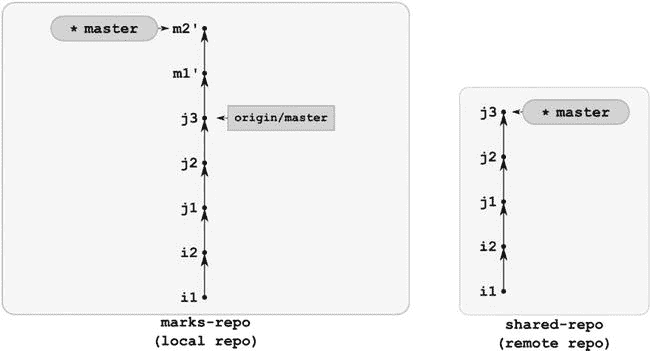 * master
m2'
m1'
j3
origin/master
j2
j1
i2
i1
marks-repo
(local repo)
j3
* master
j2
j1
i2
i1
shared-repo
(remote repo)